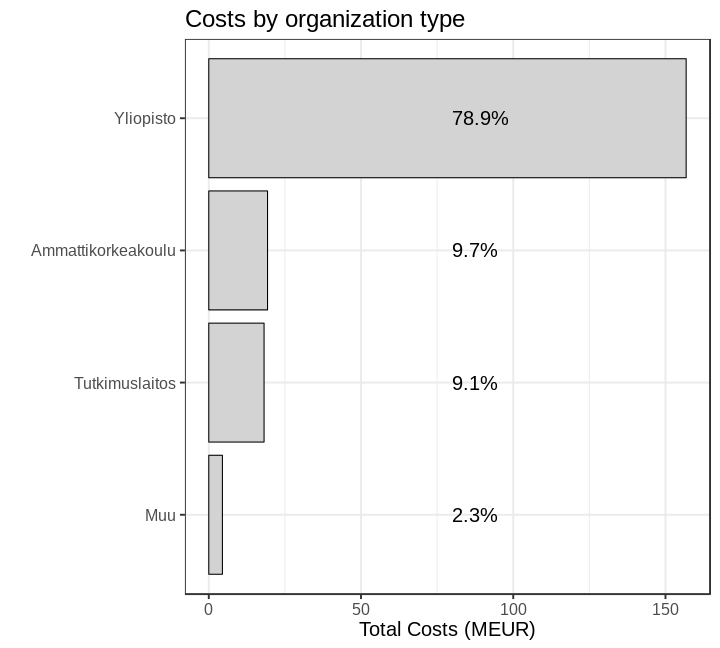 Costs by organization type
Yliopisto
78.9%
Ammattikorkeakoulu
9.7%
Tutkimuslaitos
9.1%
Muu
2.3%
0 50 100 150
Total Costs (MEUR)